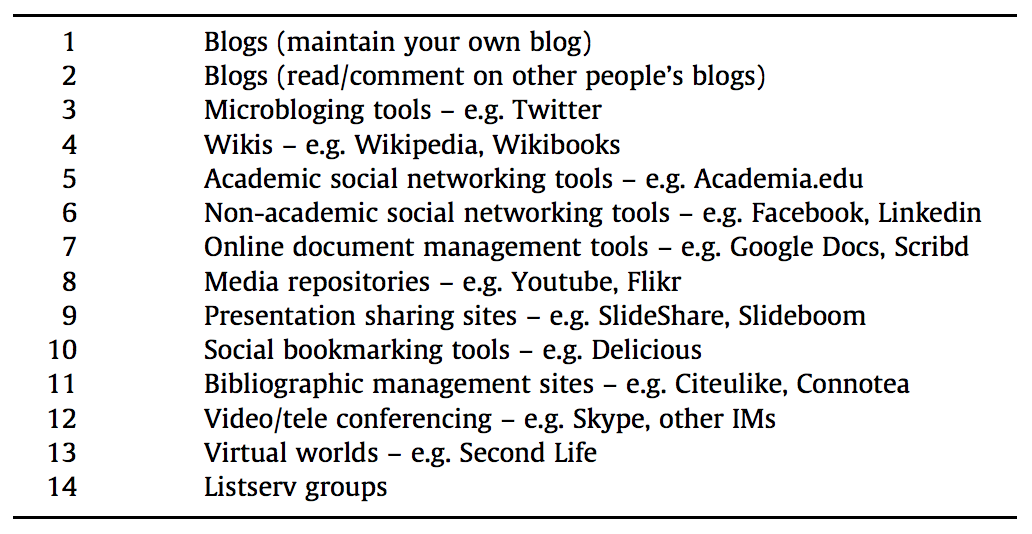 1 Blogs (maintain your own blog)
2 Blogs (read/comment on other people's blogs)
3 Microbloging tools – e.g. Twitter
4 Wikis – e.g. Wikipedia, Wikibooks
5 Academic social networking tools – e.g. Academia.edu
6 Non-academic social networking tools – e.g. Facebook, Linkedin
7 Online document management tools – e.g. Google Docs, Scribd
8 Media repositories – e.g. Youtube, Flikr
9 Presentation sharing sites – e.g. SlideShare, Slideboom
10 Social bookmarking tools – e.g. Delicious
11 Bibliographic management sites – e.g. Citeulike, Connotea
12 Video/tele conferencing – e.g. Skype, other IMs
13 Virtual worlds – e.g. Second Life
14 Listserv groups